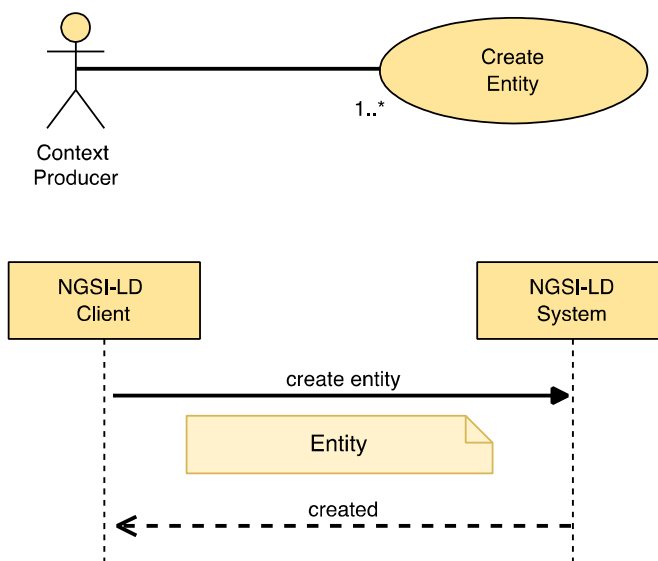 Create
Entity
1..*
Context
Producer
NGSI-LD
Client
NGSI-LD
System
create entity
Entity
created